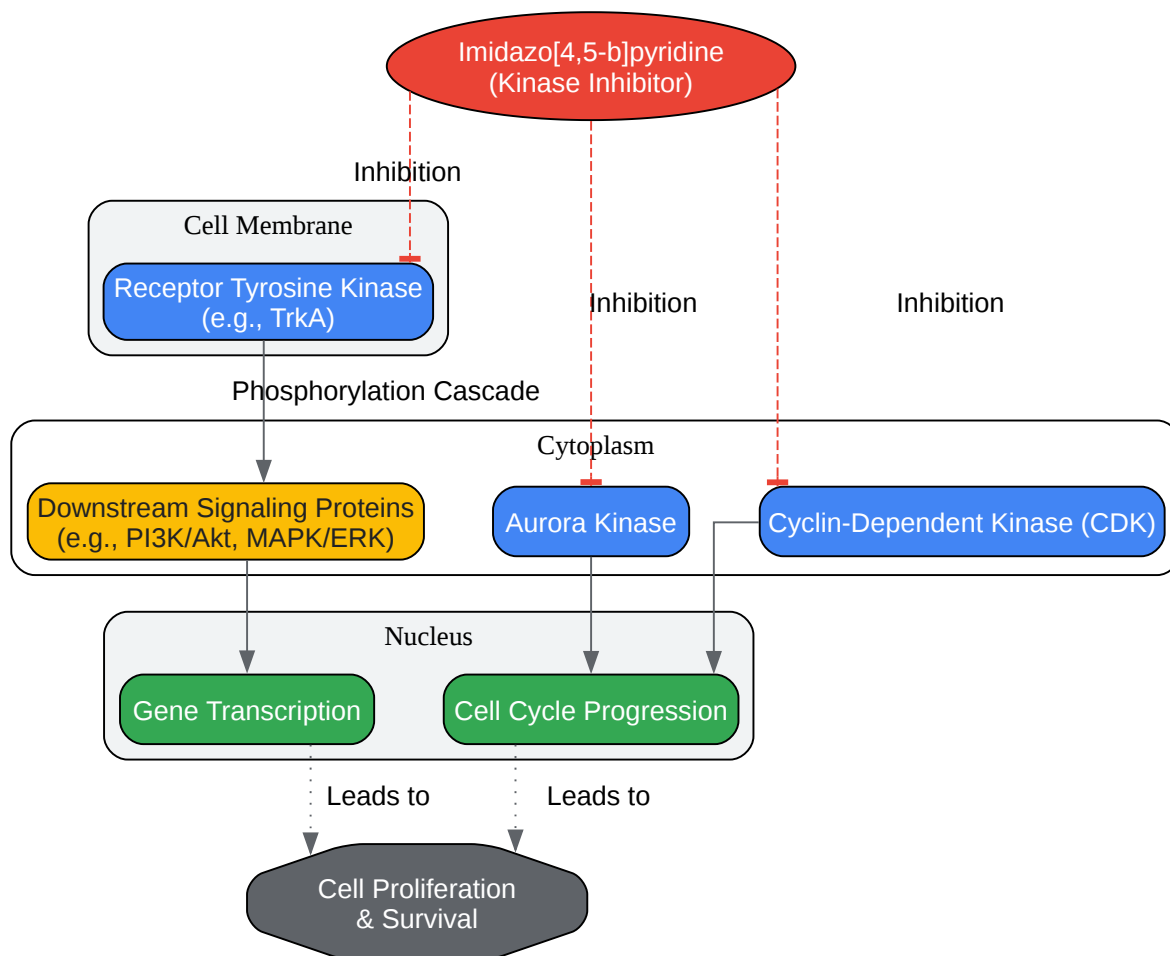 Imidazo[4,5-b]pyridine
(Kinase Inhibitor)
Inhibition
Cell Membrane
Receptor Tyrosine Kinase
(e.g., TrkA)
Inhibition
Inhibition
Phosphorylation Cascade
Cytoplasm
Downstream Signaling Proteins
(e.g., PI3K/Akt, MAPK/ERK)
Aurora Kinase
Cyclin-Dependent Kinase (CDK)
Nucleus
Gene Transcription
Cell Cycle Progression
Leads to
Leads to
Cell Proliferation
& Survival